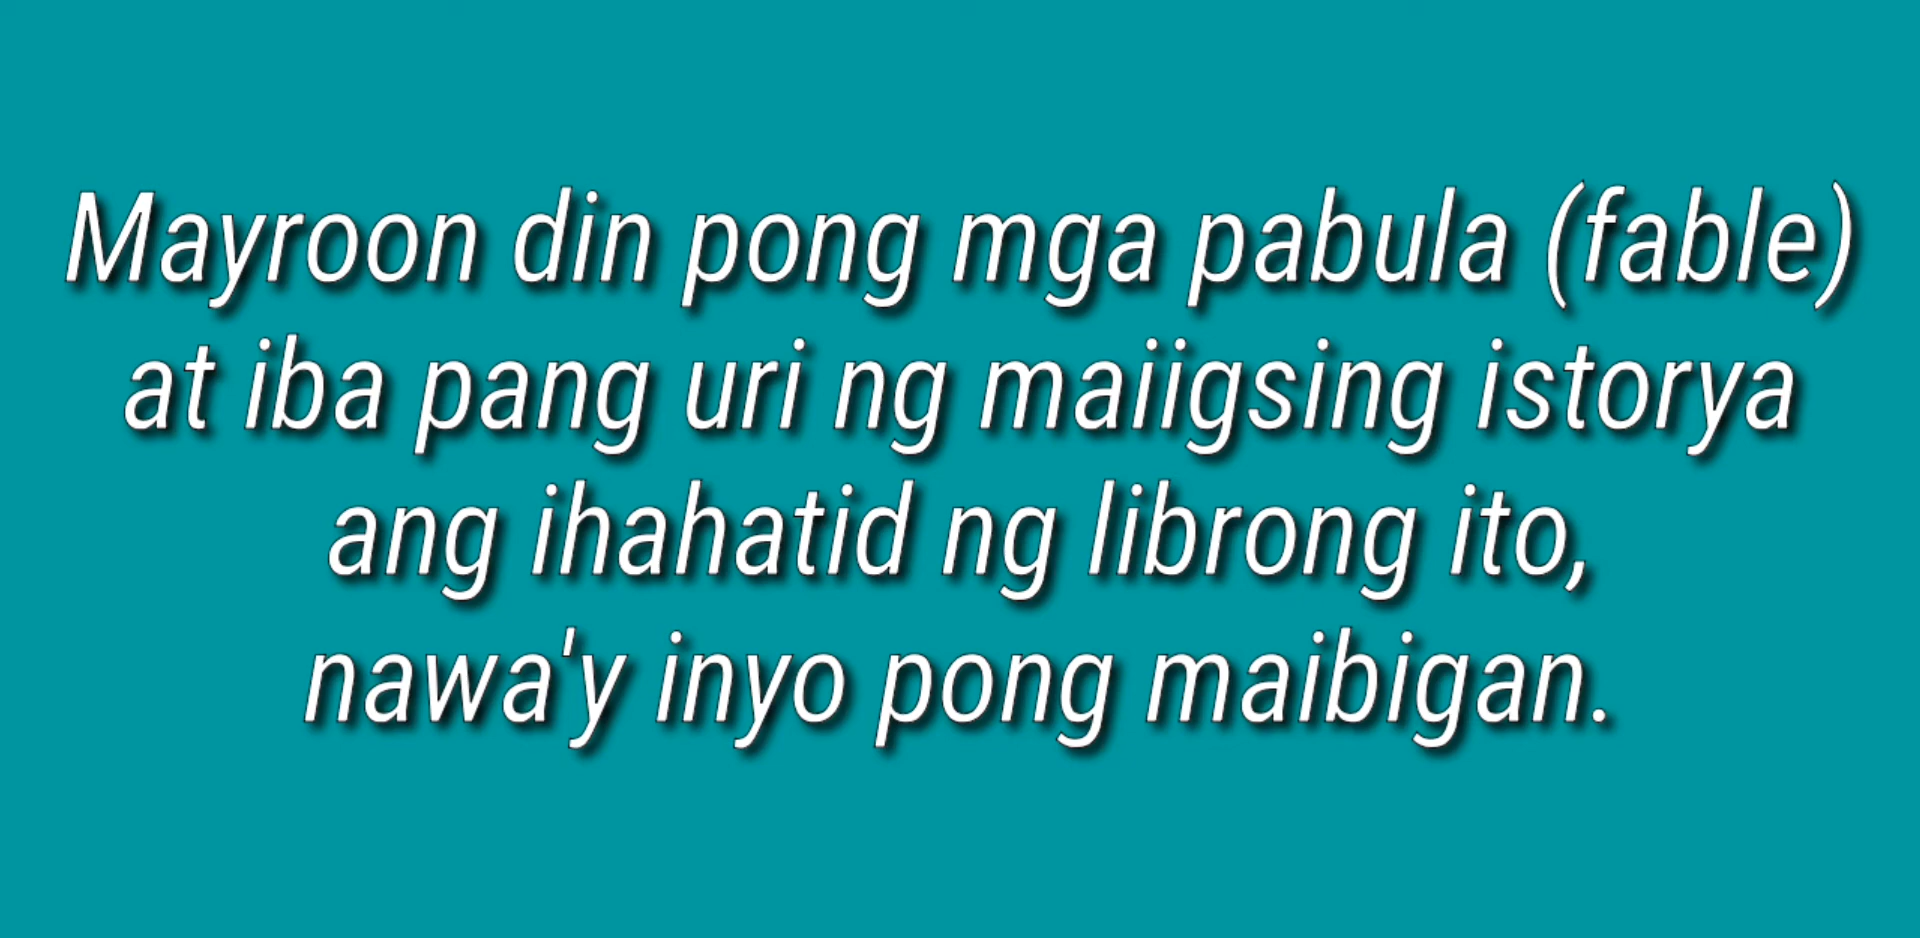 Mayroon din pong mga pabula (fable)
at iba pang uri ng maiigsing istorya
ang ihahatid ng librong ito,
nawa'y inyo pong maibigan.